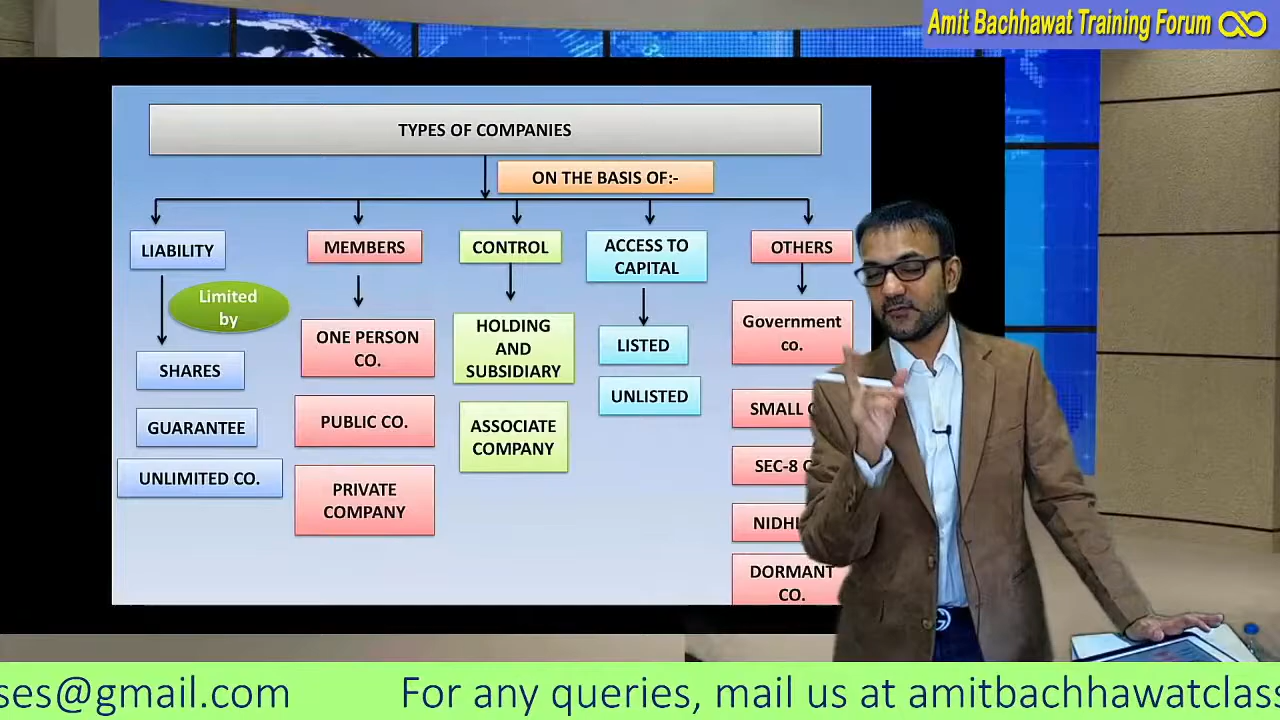 Amit Bachhawat Training Forum
TYPES OF COMPANIES
ON THE BASIS OF:-
LIABILITY
Limited
by
SHARES
GUARANTEE
UNLIMITED CO.
MEMBERS
ONE PERSON
CO.
PUBLIC CO.
PRIVATE
COMPANY
CONTROL
HOLDING
AND
SUBSIDIARY
ASSOCIATE
COMPANY
ACCESS TO
CAPITAL
LISTED
UNLISTED
OTHERS
Government
co.
SMALL
SEC-8
NIDHI
DORMANT
CO.
ses@gmail.com For any queries, mail us at amitbachhawatclass